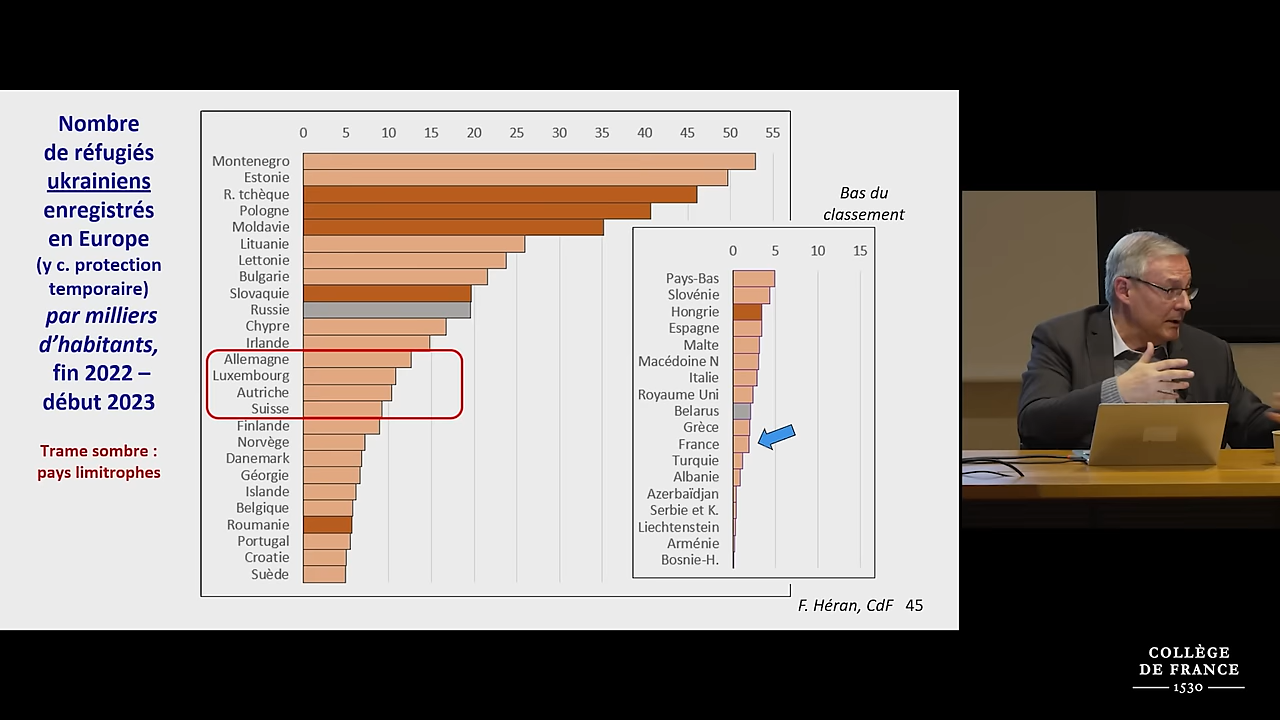 Nombre
de réfugiés
ukrainiens
enregistrés
en Europe
(y c. protection
temporaire)
par milliers
d'habitants,
fin 2022 –
début 2023
Trame sombre :
pays limitrophes
0 5 10 15 20 25 30 35 40 45 50 55
Montenegro
Estonie
R. tchèque
Pologne
Moldavie
Lituanie
Lettonie
Bulgarie
Slovaquie
Russie
Chypre
Irlande
Allemagne
Luxembourg
Autriche
Suisse
Finlande
Norvège
Danemark
Géorgie
Islande
Belgique
Roumanie
Portugal
Croatie
Suède
Bas du
classement
0 5 10 15
Pays-Bas
Slovénie
Hongrie
Espagne
Malte
Macédoine N
Italie
Royaume Uni
Belarus
Grèce
France
Turquie
Albanie
Azerbaïdjan
Serbie et K.
Liechtenstein
Arménie
Bosnie-H.
F. Héran, CdF 45
COLLÈGE
DE FRANCE
1530